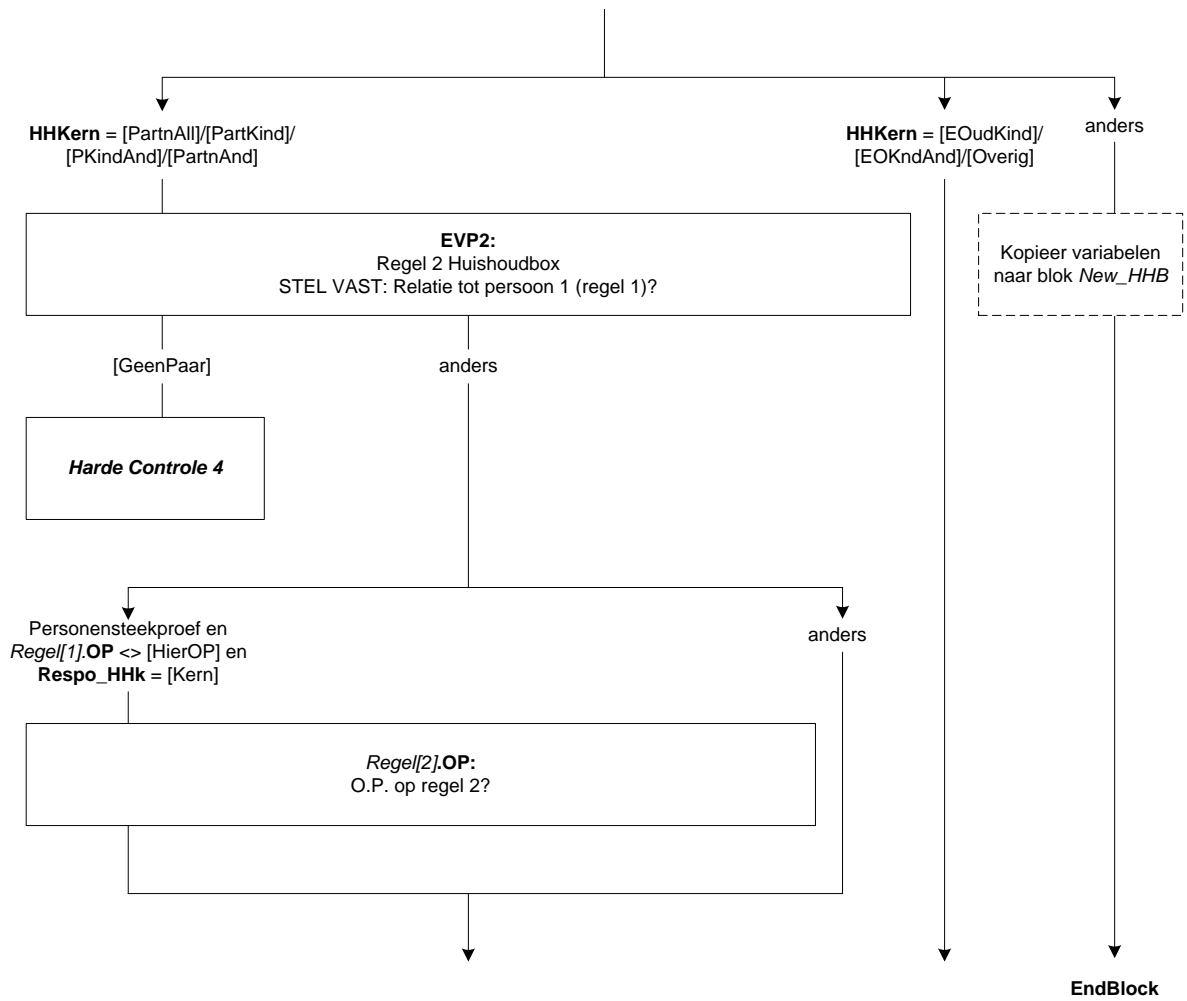 HHKern = [PartnAll]/[PartKind]/
[PKindAnd]/[PartnAnd]
HHKern = [EOudKind]/
[EOKndAnd]/[Overig]
anders
EVP2:
Regel 2 Huishoudbox
STEL VAST: Relatie tot persoon 1 (regel 1)?
Kopieer variabelen
naar blok New_HHB
[GeenPaar]
anders
Harde Controle 4
Personensteekproef en
Regel[1].OP <> [HierOP] en
Respo_HHk = [Kern]
anders
Regel[2].OP:
O.P. op regel 2?
EndBlock